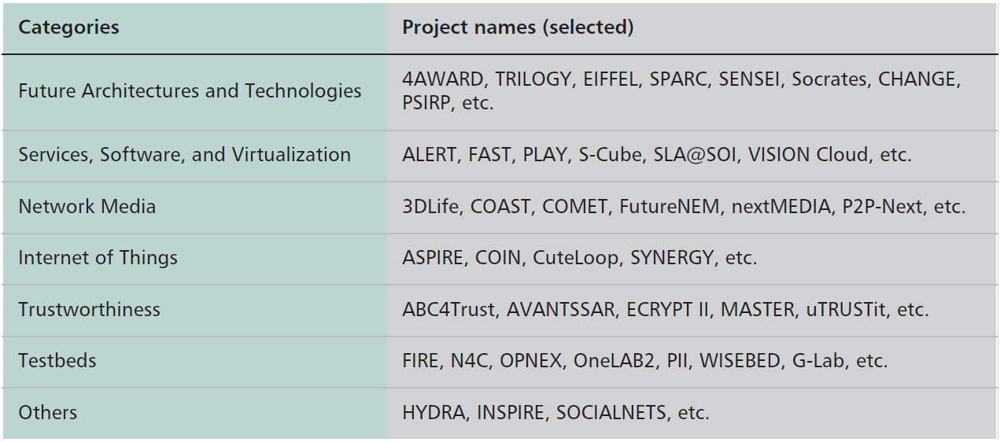 Categories Project names (selected)
Future Architectures and Technologies 4AWARD, TRILOGY, EIFFEL, SPARC, SENSEI, Socrates, CHANGE,
PSIRP, etc.
Services, Software, and Virtualization ALERT, FAST, PLAY, S-Cube, SLA@SOI, VISION Cloud, etc.
Network Media 3DLife, COAST, COMET, FutureNEM, nextMEDIA, P2P-Next, etc.
Internet of Things ASPIRE, COIN, CuteLoop, SYNERGY, etc.
Trustworthiness ABC4Trust, AVANTSSAR, ECRYPT II, MASTER, uTRUSTit, etc.
Testbeds FIRE, N4C, OPNEX, OneLAB2, PII, WISEBED, G-Lab, etc.
Others HYDRA, INSPIRE, SOCIALNETS, etc.